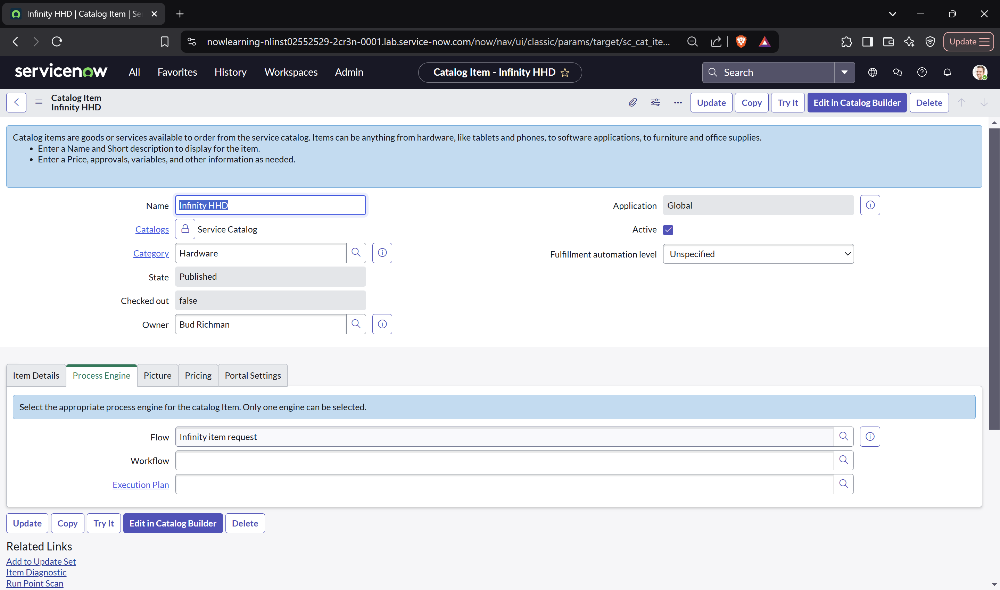 Infinity HHD | Catalog Item | Se
nowlearning-nlinst02552529-2cr3n-0001.lab.service-now.com/now/nav/ui/classic/params/target/sc_cat_ite...
Update
servicenow All Favorites History Workspaces Admin
Catalog Item - Infinity HHD
Search
Catalog Item
Infinity HHD
Update Copy Try It Edit in Catalog Builder Delete
Catalog items are goods or services available to order from the service catalog. Items can be anything from hardware, like tablets and phones, to software applications, to furniture and office supplies.
• Enter a Name and Short description to display for the item.
• Enter a Price, approvals, variables, and other information as needed.
Name Infinity HHD
Application Global
Catalogs Service Catalog
Active
Category Hardware
Fulfillment automation level Unspecified
State Published
Checked out false
Owner Bud Richman
Item Details Process Engine Picture Pricing Portal Settings
Select the appropriate process engine for the catalog Item. Only one engine can be selected.
Flow Infinity item request
Workflow
Execution Plan
Update Copy Try It Edit in Catalog Builder Delete
Related Links
Add to Update Set
Item Diagnostic
Run Point Scan